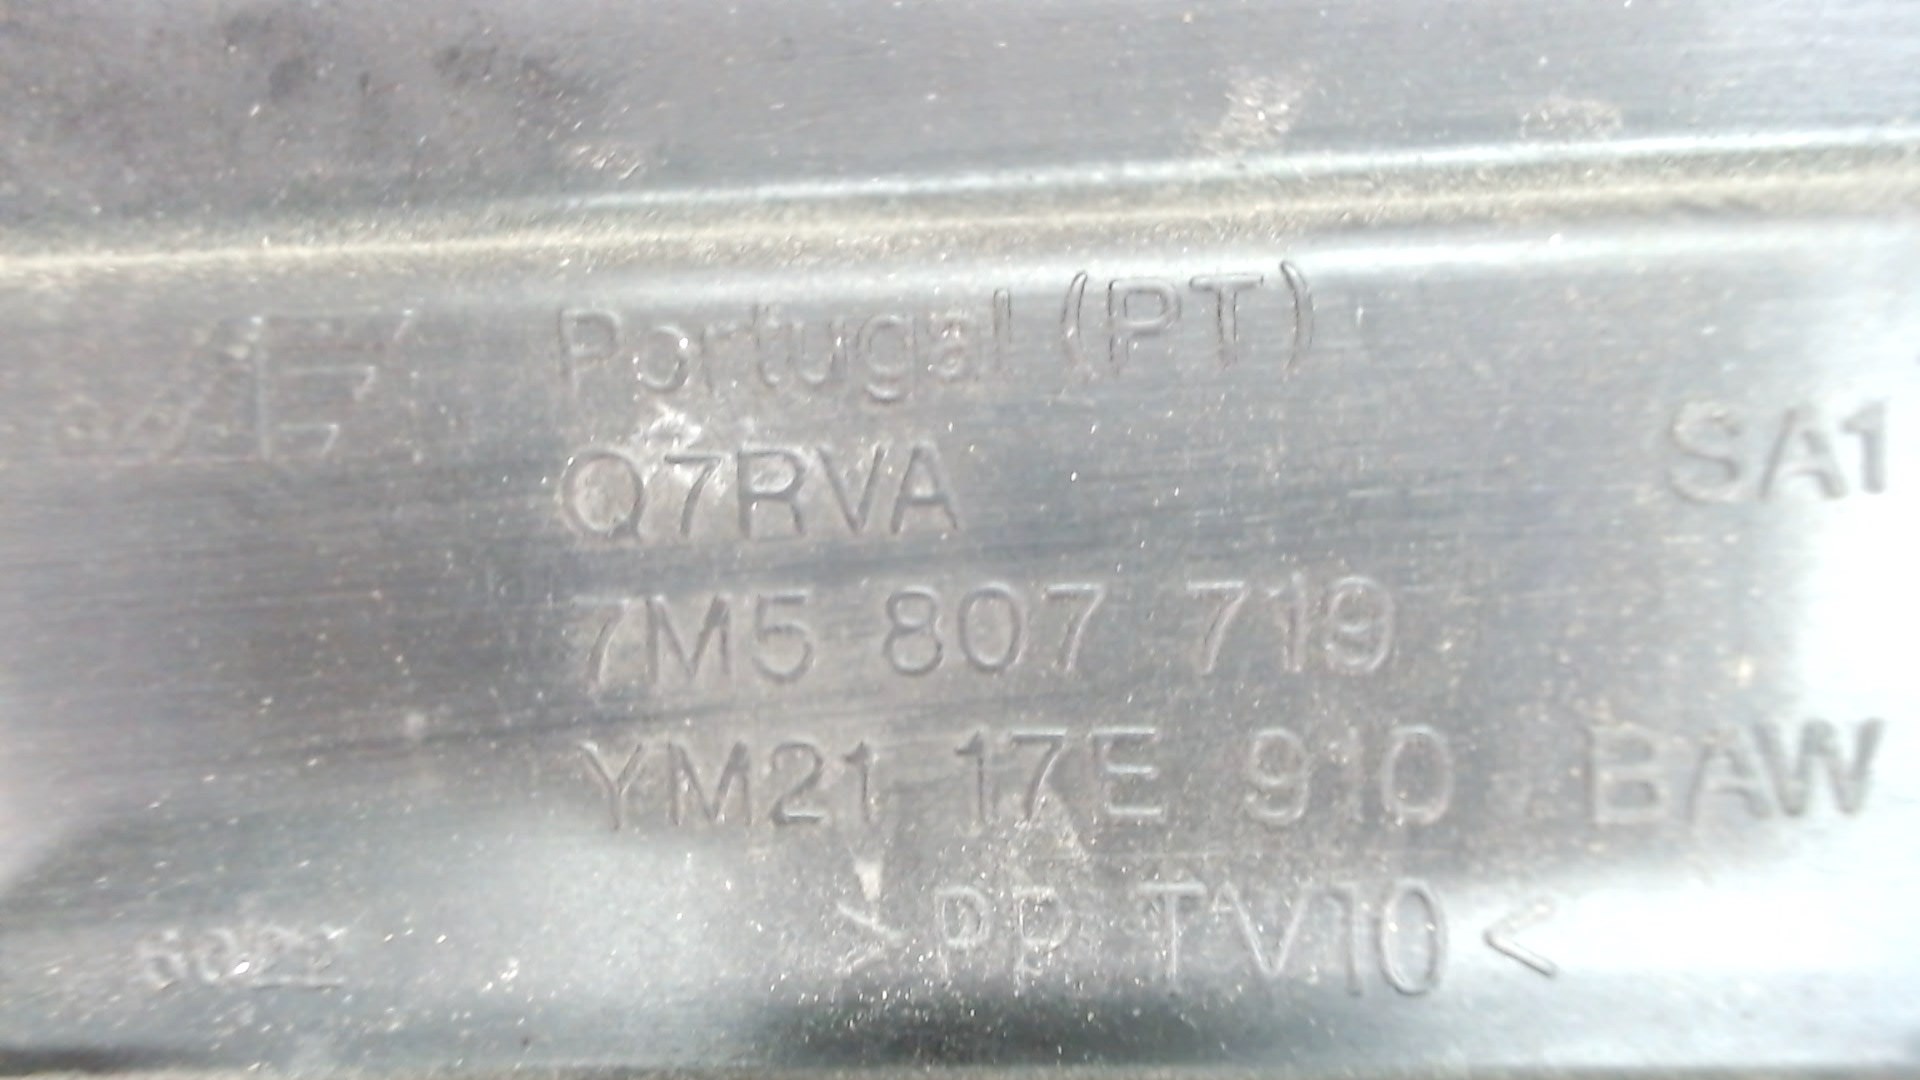 Portugal (PT)
Q7RVA SA1
7M5 807 719
YM21 17E 910 BAW
>PP TV10<